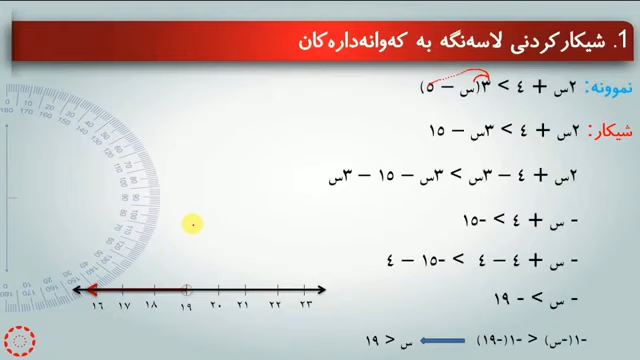 1. شیکارکردنی لاسەنگە بە کەوانەدارەکان
نموونە: ٢س + ٤ > ٣(س − ٥)
شیکار: ٢س + ٤ > ٣س − ١٥
٢س + ٤ − ٣س > ٣س − ١٥ − ٣س
- س + ٤ > -١٥
- س + ٤ − ٤ > -١٥ − ٤
- س > - ١٩
-١(-س) < -١(-١٩) س < ١٩
١٦ ١٧ ١٨ ١٩ ٢٠ ٢١ ٢٢ ٢٣